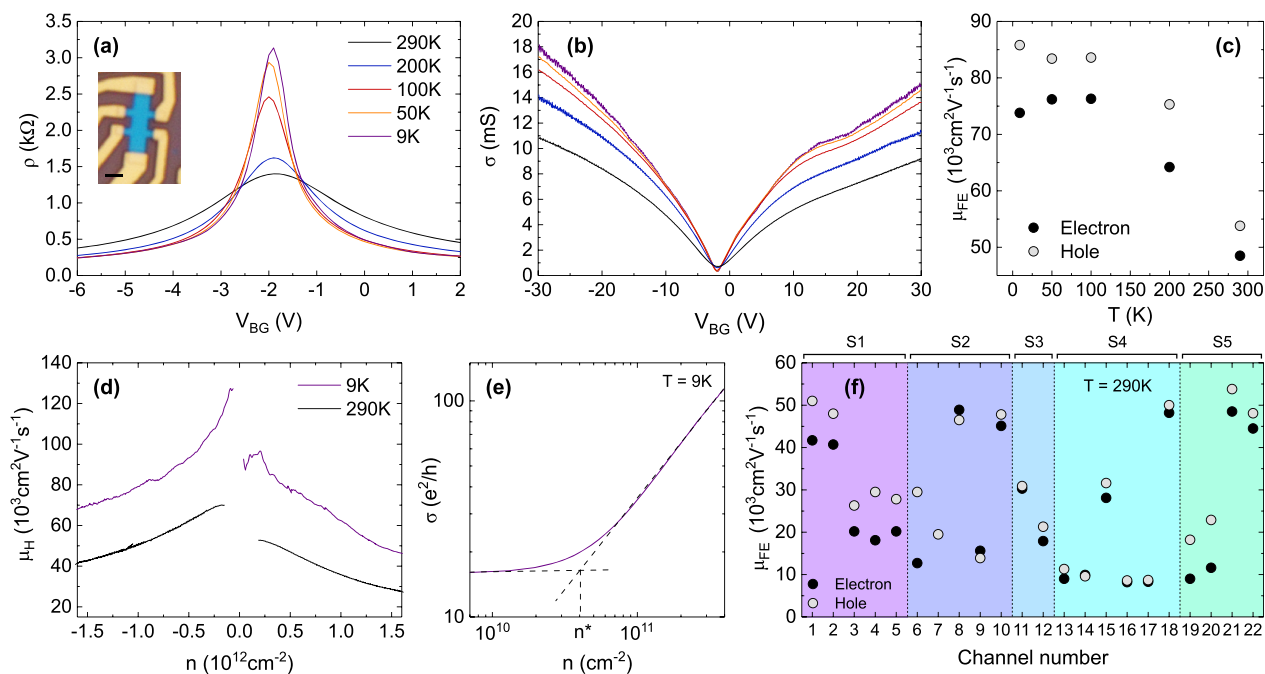 (a)
290K
200K
100K
50K
9K
ρ (kΩ)
3.5
3.0
2.5
2.0
1.5
1.0
0.5
0.0
-6 -5 -4 -3 -2 -1 0 1 2
V_BG (V)
(b)
σ (mS)
20
18
16
14
12
10
8
6
4
2
0
-30 -20 -10 0 10 20 30
V_BG (V)
(c)
μ_FE (10³cm²V⁻¹s⁻¹)
90
80
70
60
50
Electron
Hole
0 50 100 150 200 250 300
T (K)
(d)
9K
290K
μ_H (10³cm²V⁻¹s⁻¹)
140
120
100
80
60
40
20
-1.5 -1.0 -0.5 0.0 0.5 1.0 1.5
n (10¹²cm⁻²)
(e)
T = 9K
σ (e²/h)
100
10
10¹⁰ n* 10¹¹
n (cm⁻²)
S1 S2 S3 S4 S5
(f)
T = 290K
μ_FE (10³cm²V⁻¹s⁻¹)
60
50
40
30
20
10
0
Electron
Hole
1 2 3 4 5 6 7 8 9 10 11 12 13 14 15 16 17 18 19 20 21 22
Channel number